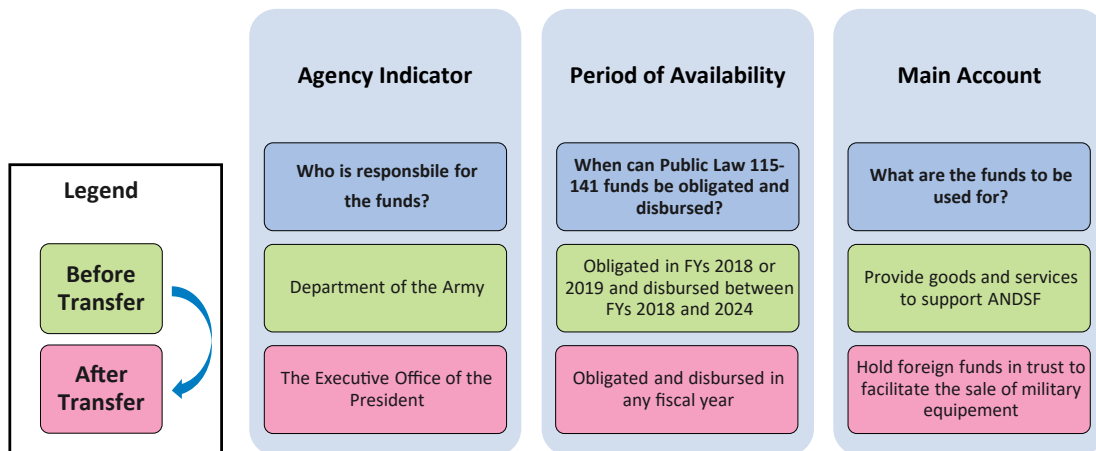 Agency Indicator
Period of Availability
Main Account
Who is responsbile for
the funds?
When can Public Law 115-
141 funds be obligated and
disbursed?
What are the funds to be
used for?
Legend
Before
Transfer
Department of the Army
Obligated in FYs 2018 or
2019 and disbursed between
FYs 2018 and 2024
Provide goods and services
to support ANDSF
After
Transfer
The Executive Office of the
President
Obligated and disbursed in
any fiscal year
Hold foreign funds in trust to
facilitate the sale of military
equipement